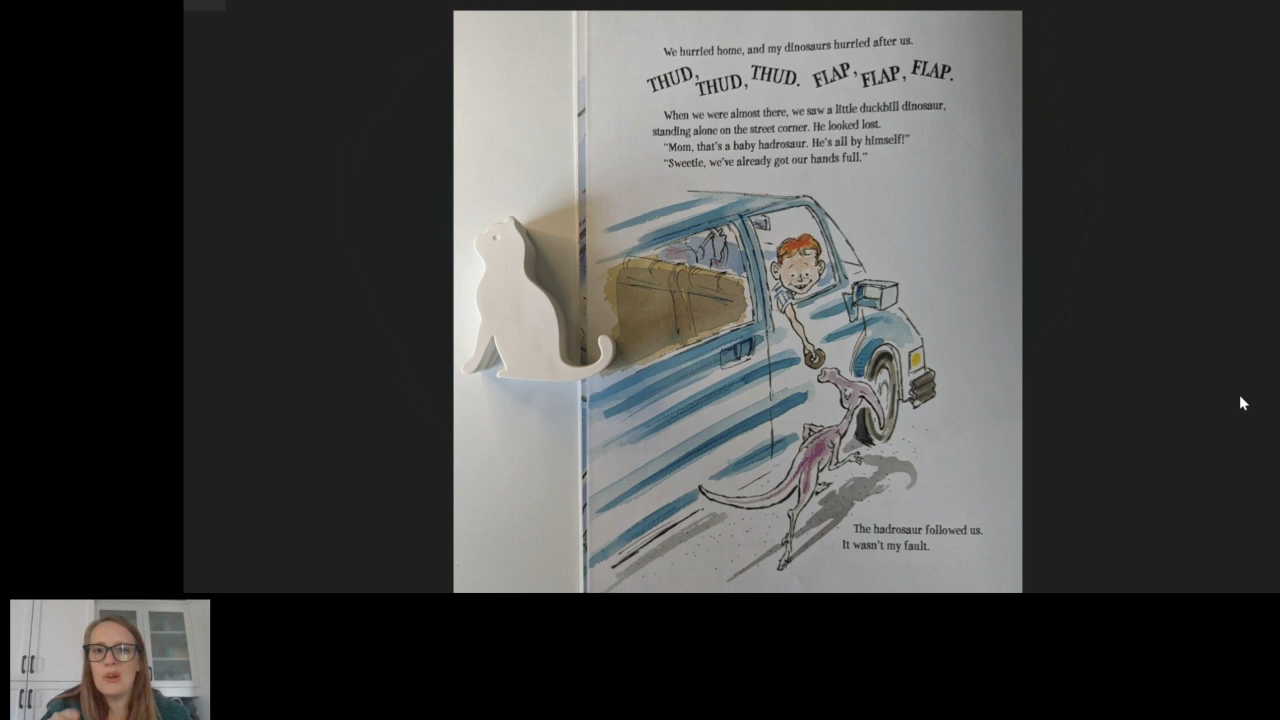 We hurried home, and my dinosaurs hurried after us.
THUD, THUD, THUD. FLAP, FLAP, FLAP.
When we were almost there, we saw a little duckbill dinosaur,
standing alone on the street corner. He looked lost.
"Mom, that's a baby hadrosaur. He's all by himself!"
"Sweetie, we've already got our hands full."
The hadrosaur followed us.
It wasn't my fault.